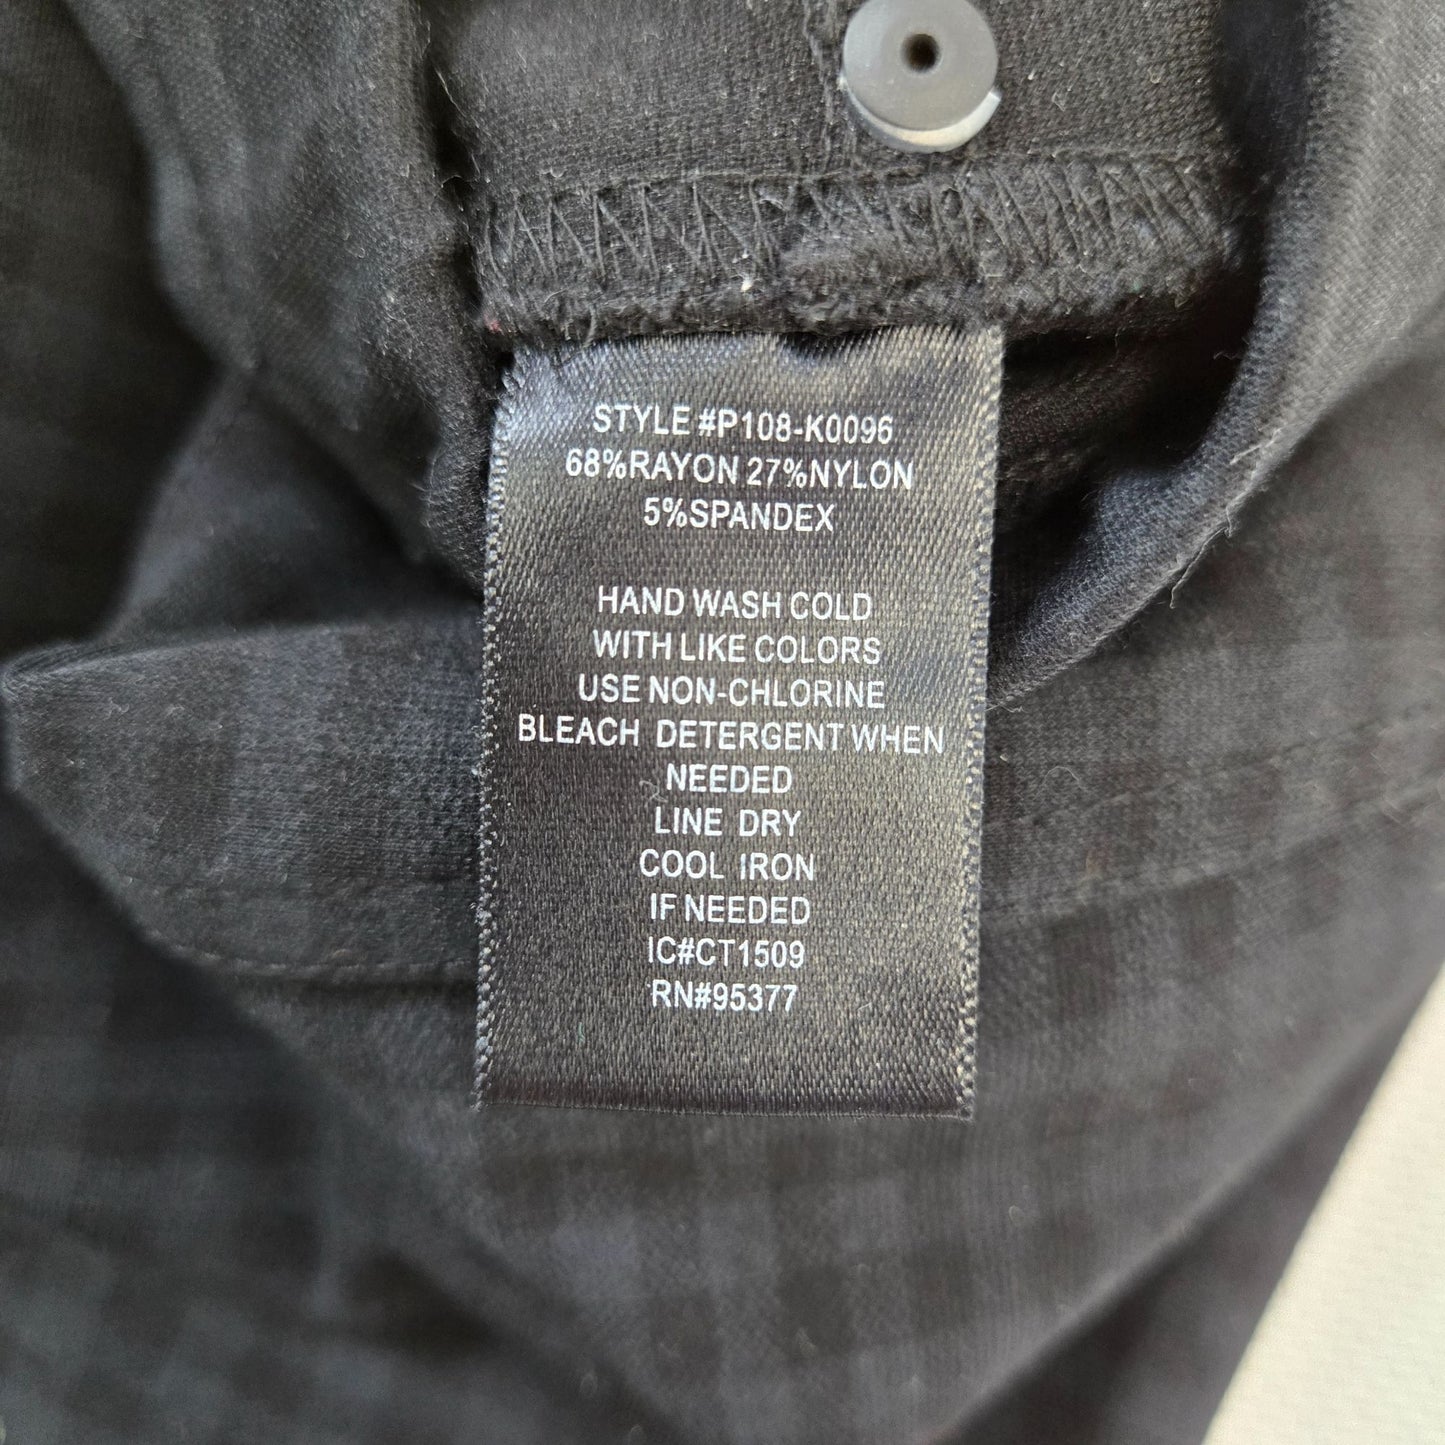 STYLE #P108-K0096
68%RAYON 27%NYLON
5%SPANDEX
HAND WASH COLD
WITH LIKE COLORS
USE NON-CHLORINE
BLEACH DETERGENT WHEN
NEEDED
LINE DRY
COOL IRON
IF NEEDED
IC#CT1509
RN#95377